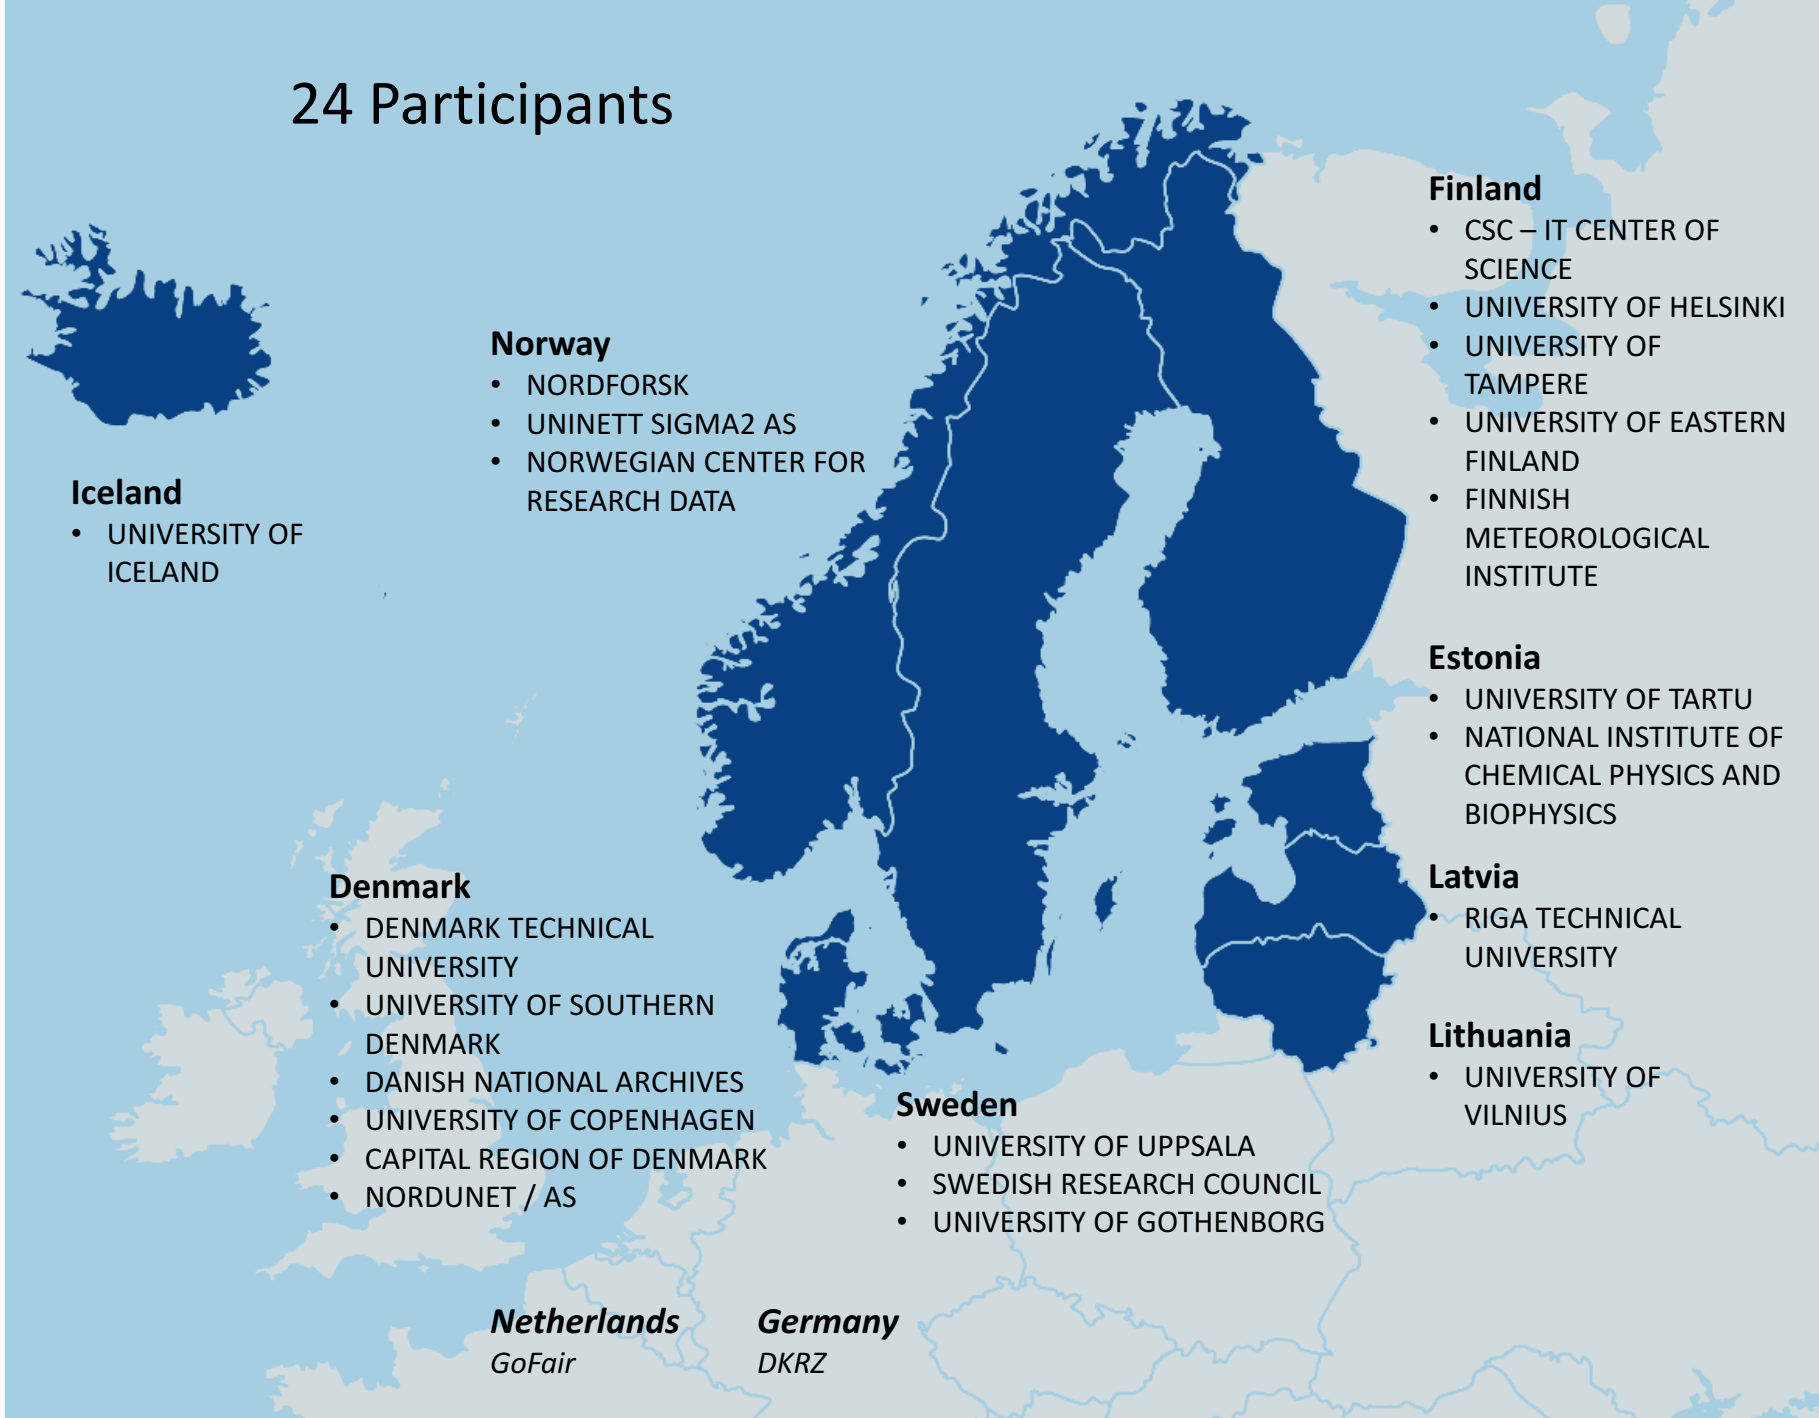 24 Participants
Iceland
• UNIVERSITY OF
ICELAND
Norway
• NORDFORSK
• UNINETT SIGMA2 AS
• NORWEGIAN CENTER FOR
RESEARCH DATA
Finland
• CSC – IT CENTER OF
SCIENCE
• UNIVERSITY OF HELSINKI
• UNIVERSITY OF
TAMPERE
• UNIVERSITY OF EASTERN
FINLAND
• FINNISH
METEOROLOGICAL
INSTITUTE
Estonia
• UNIVERSITY OF TARTU
• NATIONAL INSTITUTE OF
CHEMICAL PHYSICS AND
BIOPHYSICS
Latvia
• RIGA TECHNICAL
UNIVERSITY
Lithuania
• UNIVERSITY OF
VILNIUS
Denmark
• DENMARK TECHNICAL
UNIVERSITY
• UNIVERSITY OF SOUTHERN
DENMARK
• DANISH NATIONAL ARCHIVES
• UNIVERSITY OF COPENHAGEN
• CAPITAL REGION OF DENMARK
• NORDUNET / AS
Sweden
• UNIVERSITY OF UPPSALA
• SWEDISH RESEARCH COUNCIL
• UNIVERSITY OF GOTHENBORG
Netherlands
GoFair
Germany
DKRZ